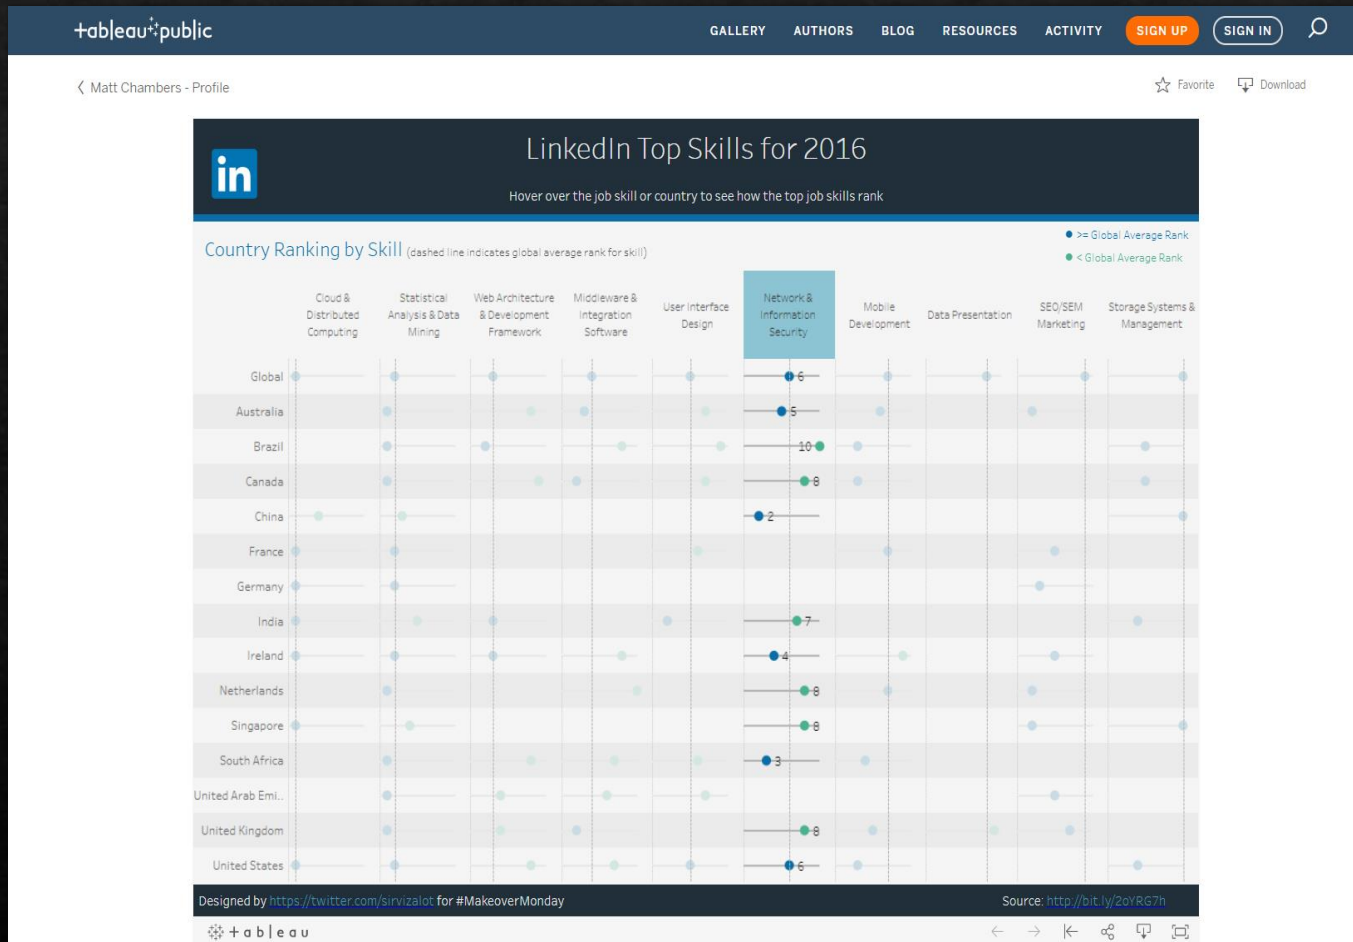 +ableau public
GALLERY AUTHORS BLOG RESOURCES ACTIVITY SIGN UP SIGN IN
Matt Chambers - Profile
Favorite Download
in
LinkedIn Top Skills for 2016
Hover over the job skill or country to see how the top job skills rank
Country Ranking by Skill (dashed line indicates global average rank for skill)
>= Global Average Rank
< Global Average Rank
Cloud &
Distributed
Computing
Statistical
Analysis & Data
Mining
Web Architecture
& Development
Framework
Middleware &
Integration
Software
User Interface
Design
Network &
Information
Security
Mobile
Development
Data Presentation
SEO/SEM
Marketing
Storage Systems &
Management
Global 6
Australia 5
Brazil 10
Canada 8
China 2
France
Germany
India 7
Ireland 4
Netherlands 8
Singapore 8
South Africa 3
United Arab Emi..
United Kingdom 8
United States 6
Designed by https://twitter.com/sirvizalot for #MakeoverMonday
Source: http://bit.ly/2oYRG7h
+ableau